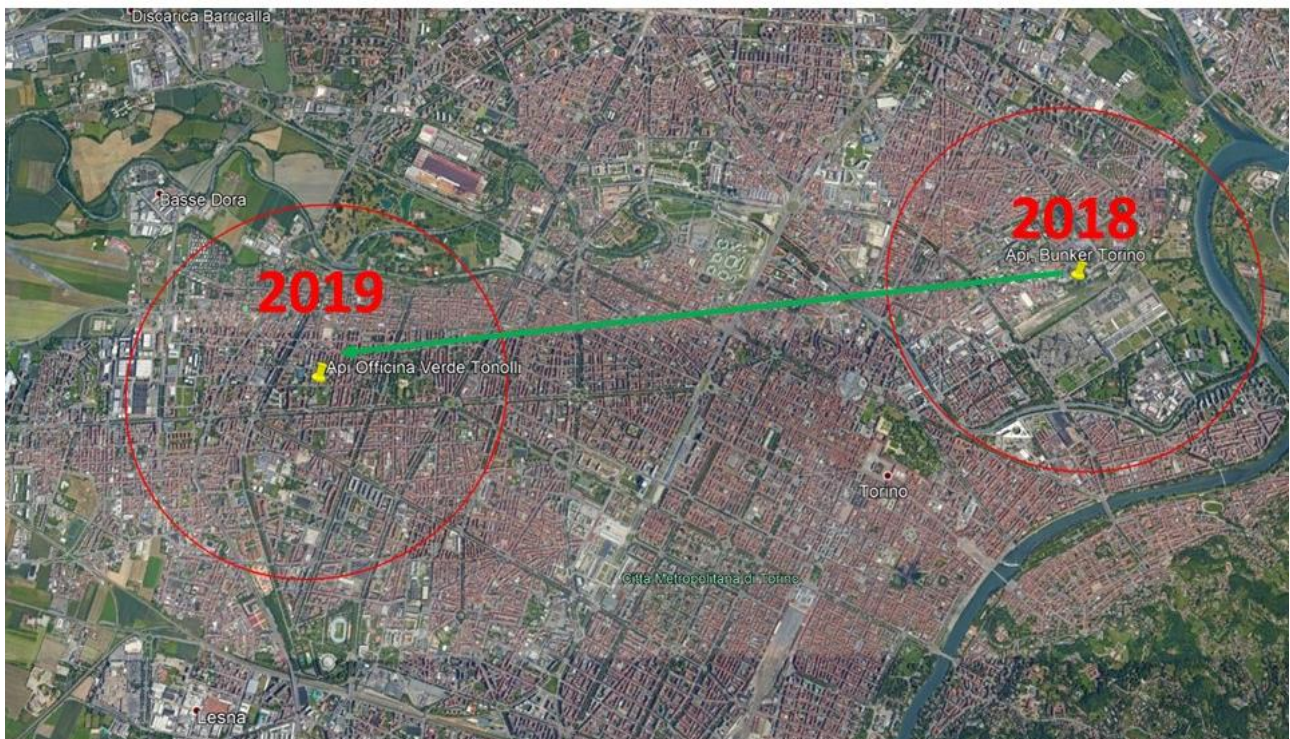 Discarica Barricalla
Basse Dora
2018
Api, Bunker Torino
2019
Api Officina Verde Tonolli
Torino
Città Metropolitana di Torino
Lesna